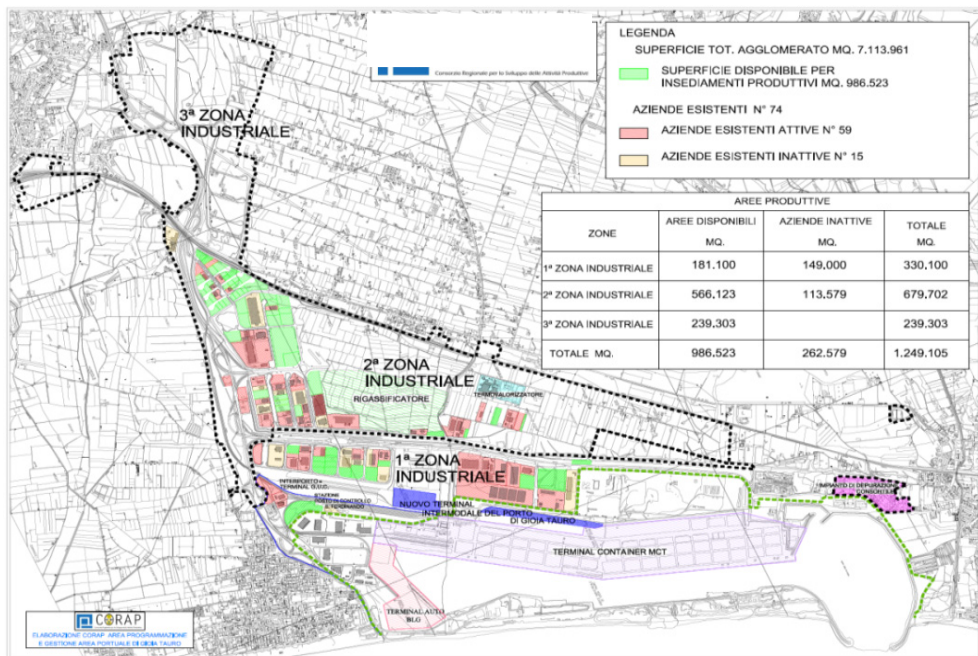 Consorzio Regionale per lo Sviluppo delle Attività Produttive
LEGENDA
SUPERFICIE TOT. AGGLOMERATO MQ. 7.113.961
SUPERFICIE DISPONIBILE PER
INSEDIAMENTI PRODUTTIVI MQ. 986.523
AZIENDE ESISTENTI N° 74
AZIENDE ESISTENTI ATTIVE N° 59
AZIENDE ESISTENTI INATTIVE N° 15
AREE PRODUTTIVE
ZONE
AREE DISPONIBILI
MQ.
AZIENDE INATTIVE
MQ.
TOTALE
MQ.
1ª ZONA INDUSTRIALE 181.100 149,000 330,100
2ª ZONA INDUSTRIALE 566,123 113,579 679,702
3ª ZONA INDUSTRIALE 239,303 239.303
TOTALE MQ. 986.523 262.579 1.249.105
3ª ZONA
INDUSTRIALE
2ª ZONA
INDUSTRIALE
RIGASSIFICATORE
1ª ZONA
INDUSTRIALE
INTERPORTO e
NUOVO TERMINAL
INTERMODALE DEL PORTO
DI GIOIA TAURO
IMPIANTO DI DEPURAZIONE
TERMINAL CONTAINER MCT
TERMINAL AUTO
BLG
CORAP
ELABORAZIONE CORAP AREA PROGRAMMAZIONE
E GESTIONE AREA PORTUALE DI GIOIA TAURO